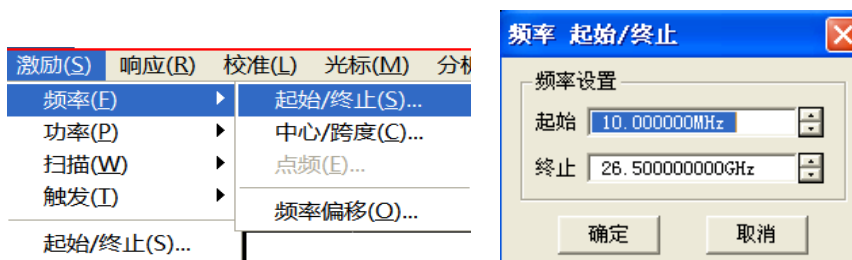 激励(S) 响应(R) 校准(L) 光标(M) 分析
频率(F)
功率(P)
扫描(W)
触发(T)
起始/终止(S)...
起始/终止(S)...
中心/跨度(C)...
点频(E)...
频率偏移(O)...
频率 起始/终止
频率设置
起始 10.000000MHz
终止 26.500000000GHz
确定 取消